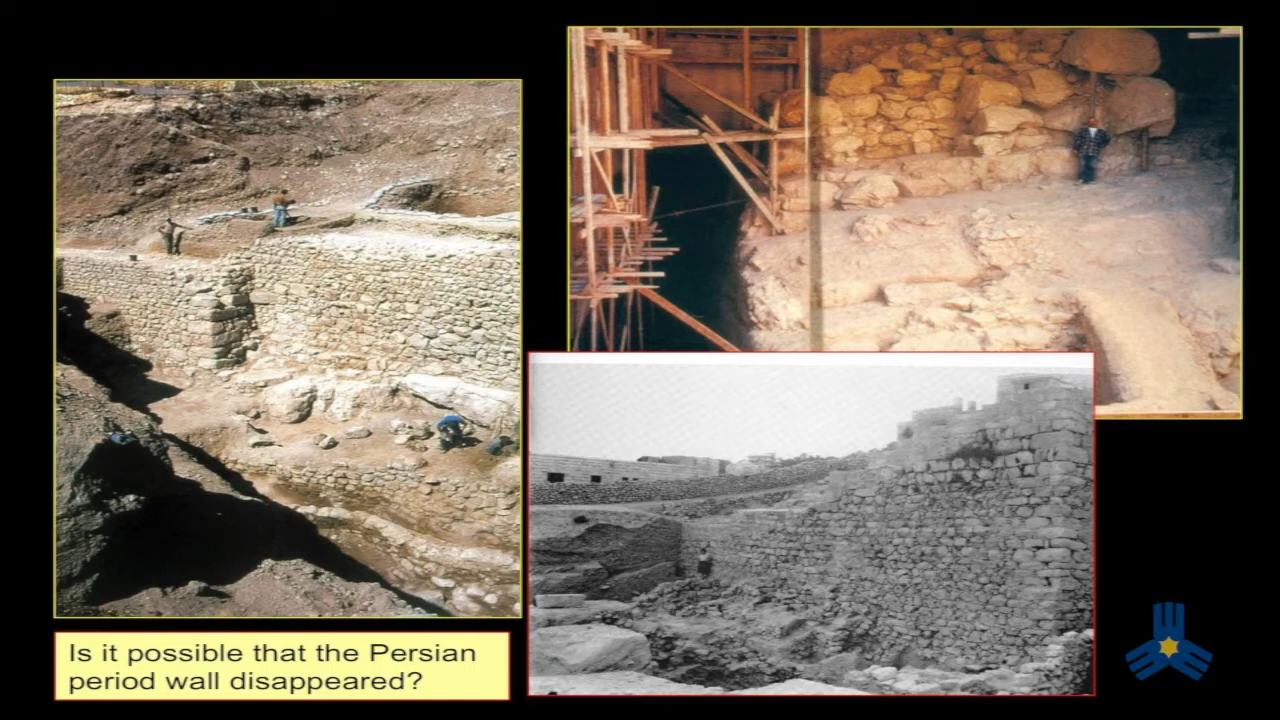 Is it possible that the Persian
period wall disappeared?